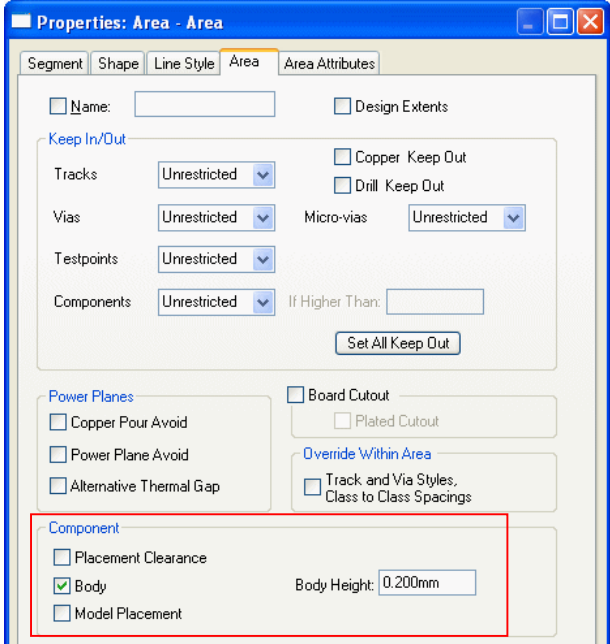 Properties: Area - Area
Segment Shape Line Style Area Area Attributes
Name: Design Extents
Keep In/Out
Copper Keep Out
Tracks Unrestricted
Drill Keep Out
Vias Unrestricted Micro-vias Unrestricted
Testpoints Unrestricted
Components Unrestricted If Higher Than:
Set All Keep Out
Power Planes Board Cutout
Copper Pour Avoid Plated Cutout
Power Plane Avoid Override Within Area
Alternative Thermal Gap Track and Via Styles,
Class to Class Spacings
Component
Placement Clearance
Body Body Height: 0.200mm
Model Placement